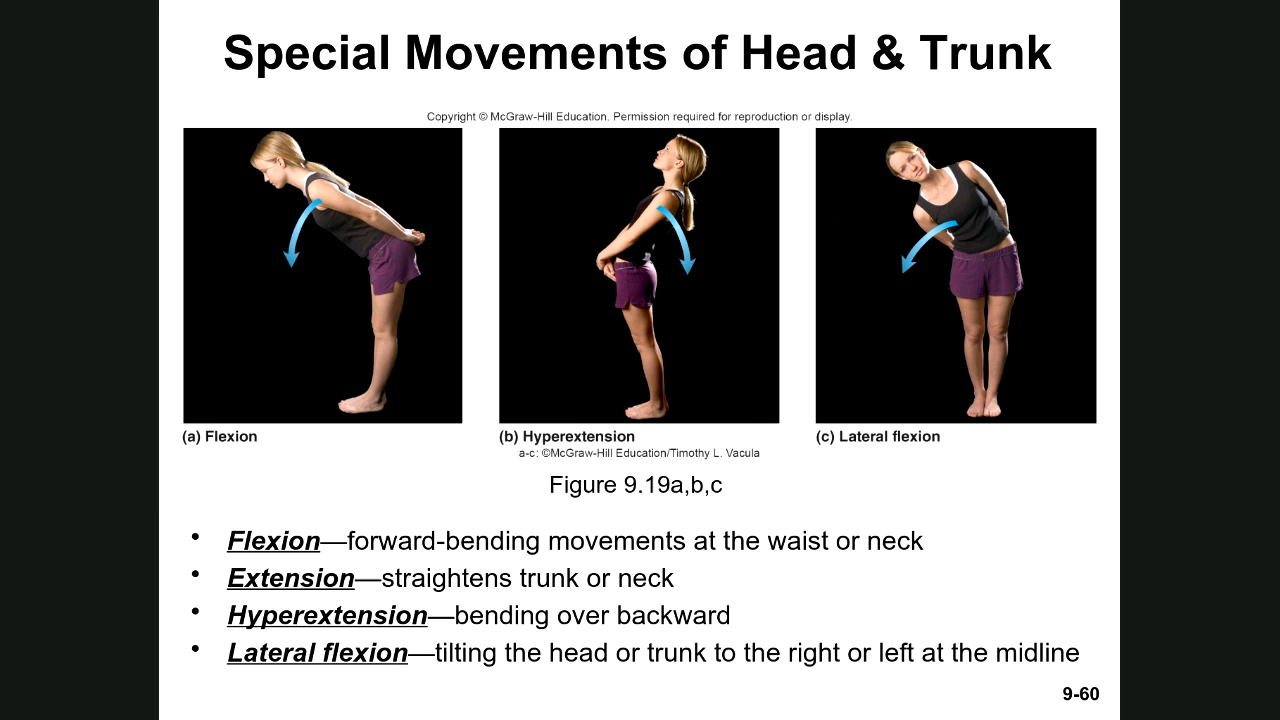 Special Movements of Head & Trunk
Copyright © McGraw-Hill Education. Permission required for reproduction or display.
(a) Flexion
(b) Hyperextension
(c) Lateral flexion
a-c: ©McGraw-Hill Education/Timothy L. Vacula
Figure 9.19a,b,c
• Flexion—forward-bending movements at the waist or neck
• Extension—straightens trunk or neck
• Hyperextension—bending over backward
• Lateral flexion—tilting the head or trunk to the right or left at the midline
9-60